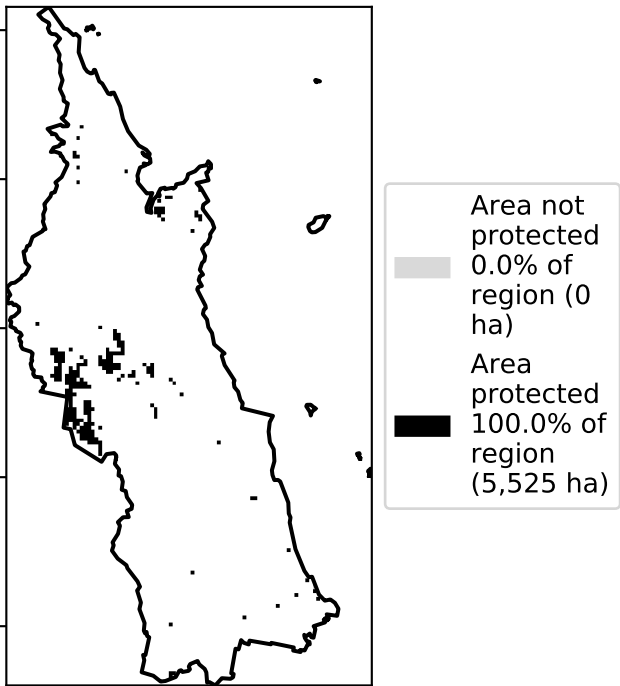 Area not
protected
0.0% of
region (0
ha)
Area
protected
100.0% of
region
(5,525 ha)